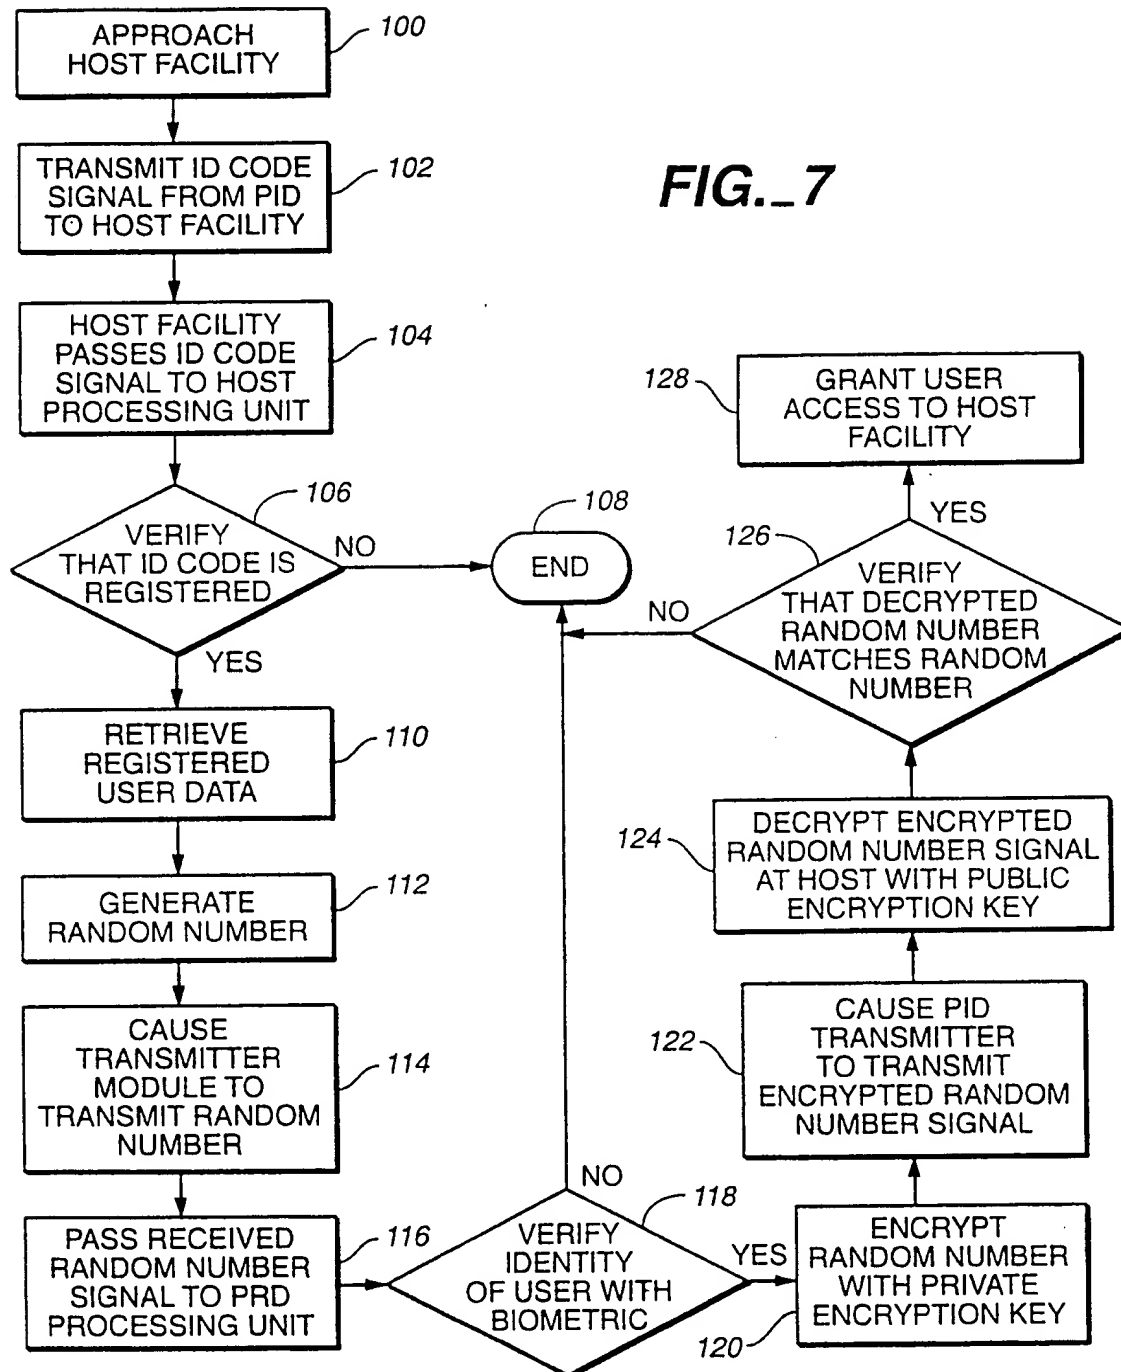 APPROACH
HOST FACILITY
100
TRANSMIT ID CODE
SIGNAL FROM PID
TO HOST FACILITY
102
FIG._7
HOST FACILITY
PASSES ID CODE
SIGNAL TO HOST
PROCESSING UNIT
104
VERIFY
THAT ID CODE IS
REGISTERED
106
NO
YES
END
108
RETRIEVE
REGISTERED
USER DATA
110
GENERATE
RANDOM NUMBER
112
CAUSE
TRANSMITTER
MODULE TO
TRANSMIT RANDOM
NUMBER
114
PASS RECEIVED
RANDOM NUMBER
SIGNAL TO PRD
PROCESSING UNIT
116
VERIFY
IDENTITY
OF USER WITH
BIOMETRIC
118
NO
YES
ENCRYPT
RANDOM NUMBER
WITH PRIVATE
ENCRYPTION KEY
120
CAUSE PID
TRANSMITTER
TO TRANSMIT
ENCRYPTED RANDOM
NUMBER SIGNAL
122
DECRYPT ENCRYPTED
RANDOM NUMBER SIGNAL
AT HOST WITH PUBLIC
ENCRYPTION KEY
124
VERIFY
THAT DECRYPTED
RANDOM NUMBER
MATCHES RANDOM
NUMBER
126
NO
YES
GRANT USER
ACCESS TO HOST
FACILITY
128